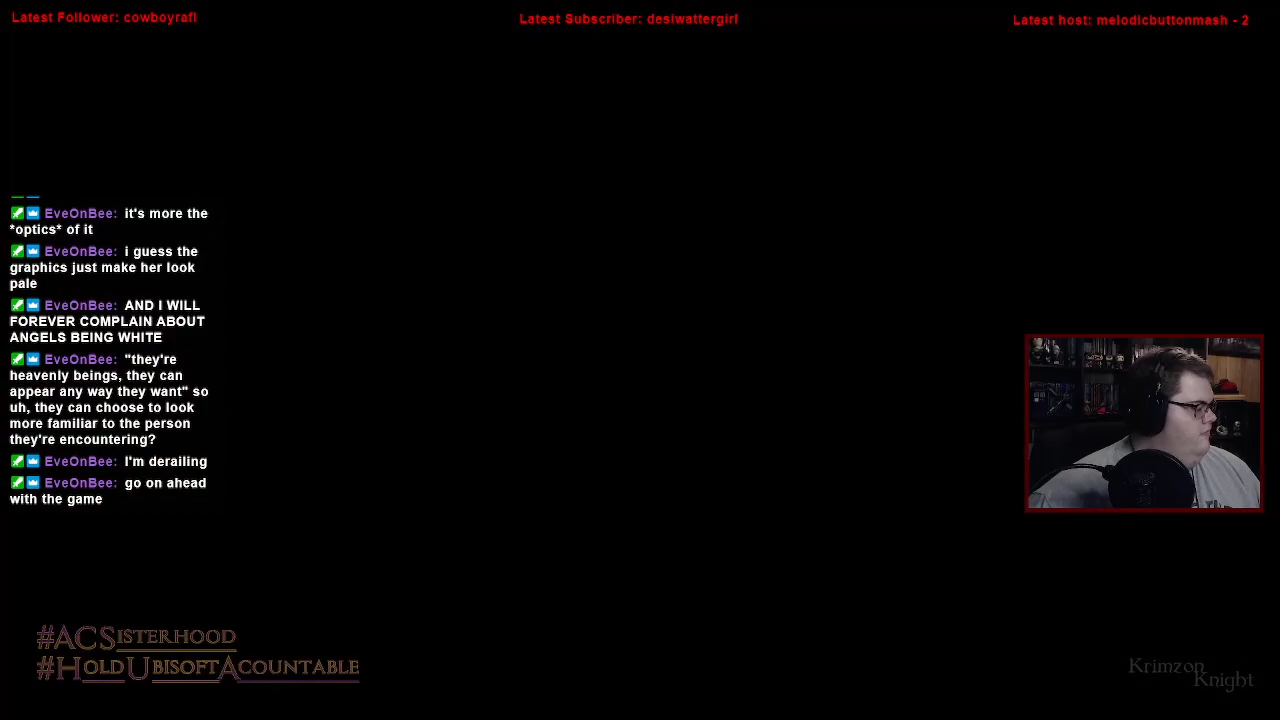 Latest Follower: cowboyrafl
Latest Subscriber: desiwattergirl
Latest host: melodicbuttonmash - 2
EveOnBee: it's more the
*optics* of it
EveOnBee: i guess the
graphics just make her look
pale
EveOnBee: AND I WILL
FOREVER COMPLAIN ABOUT
ANGELS BEING WHITE
EveOnBee: "they're
heavenly beings, they can
appear any way they want" so
uh, they can choose to look
more familiar to the person
they're encountering?
EveOnBee: I'm derailing
EveOnBee: go on ahead
with the game
#ACSisterhood
#HoldUbisoftAcountable
Krimzon
Knight